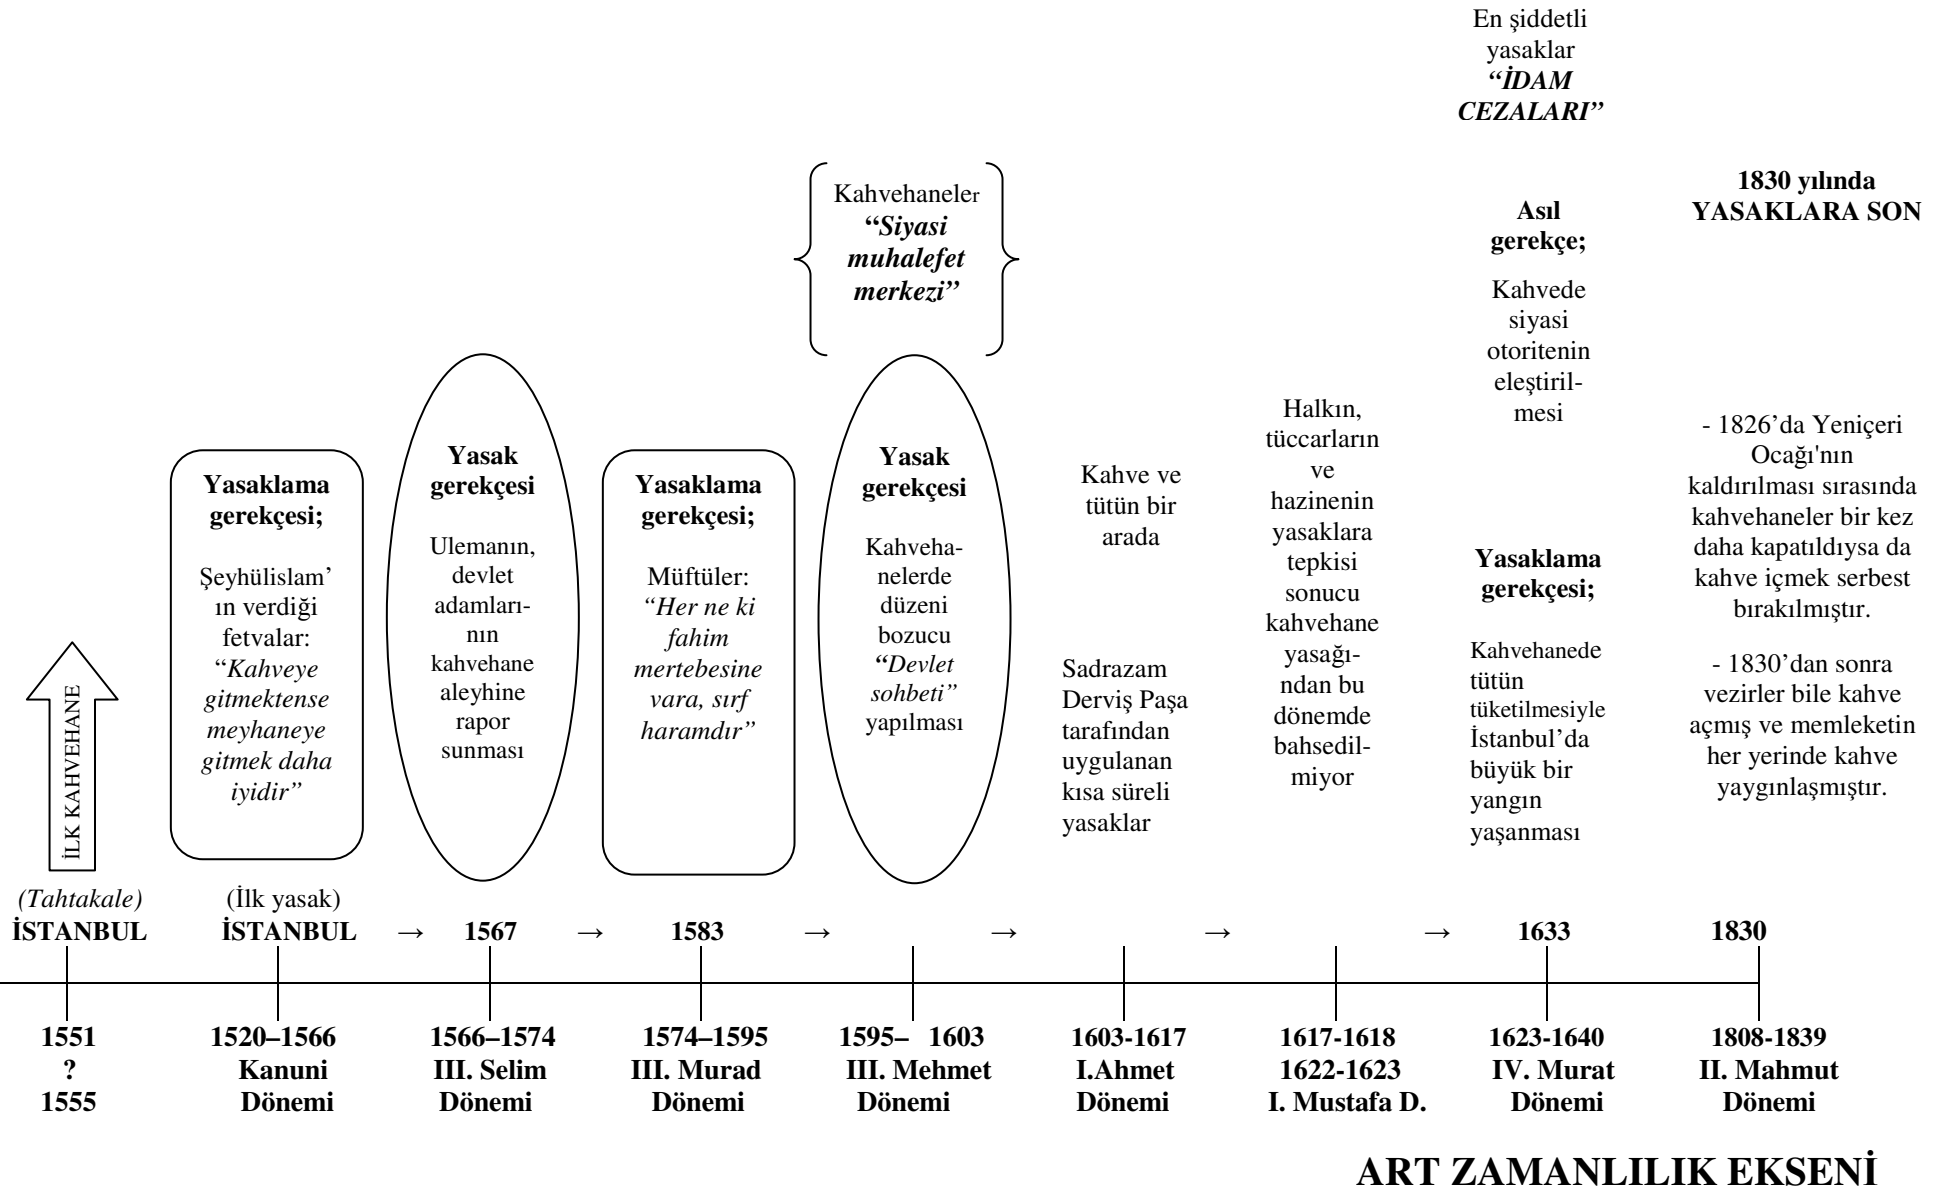 En şiddetli
yasaklar
“İDAM
CEZALARI”
1830 yılında
YASAKLARA SON
Kahvehaneler
“Siyasi
muhalefet
merkezi”
Asıl
gerekçe;
Kahvede
siyasi
otoritenin
eleştiril-
mesi
İLK KAHVEHANE
Yasaklama
gerekçesi;
Şeyhülislam’
ın verdiği
fetvalar:
“Kahveye
gitmektense
meyhaneye
gitmek daha
iyidir”
Yasak
gerekçesi
Ulemanın,
devlet
adamları-
nın
kahvehane
aleyhine
rapor
sunması
Yasaklama
gerekçesi;
Müftüler:
“Her ne ki
fahim
mertebesine
vara, sırf
haramdır”
Yasak
gerekçesi
Kahveha-
nelerde
düzeni
bozucu
“Devlet
sohbeti”
yapılması
Kahve ve
tütün bir
arada
Sadrazam
Derviş Paşa
tarafından
uygulanan
kısa süreli
yasaklar
Halkın,
tüccarların
ve
hazinenin
yasaklara
tepkisi
sonucu
kahvehane
yasağı-
ndan bu
dönemde
bahsedil-
miyor
Yasaklama
gerekçesi;
Kahvehanede
tütün
tüketilmesiyle
İstanbul’da
büyük bir
yangın
yaşanması
- 1826’da Yeniçeri
Ocağı'nın
kaldırılması sırasında
kahvehaneler bir kez
daha kapatıldıysa da
kahve içmek serbest
bırakılmıştır.
- 1830’dan sonra
vezirler bile kahve
açmış ve memleketin
her yerinde kahve
yaygınlaşmıştır.
(Tahtakale)
İSTANBUL
(İlk yasak)
İSTANBUL → 1567 → 1583 → → → → 1633 1830
1551
?
1555
1520–1566
Kanuni
Dönemi
1566–1574
III. Selim
Dönemi
1574–1595
III. Murad
Dönemi
1595– 1603
III. Mehmet
Dönemi
1603-1617
I.Ahmet
Dönemi
1617-1618
1622-1623
I. Mustafa D.
1623-1640
IV. Murat
Dönemi
1808-1839
II. Mahmut
Dönemi
ART ZAMANLILIK EKSENİ